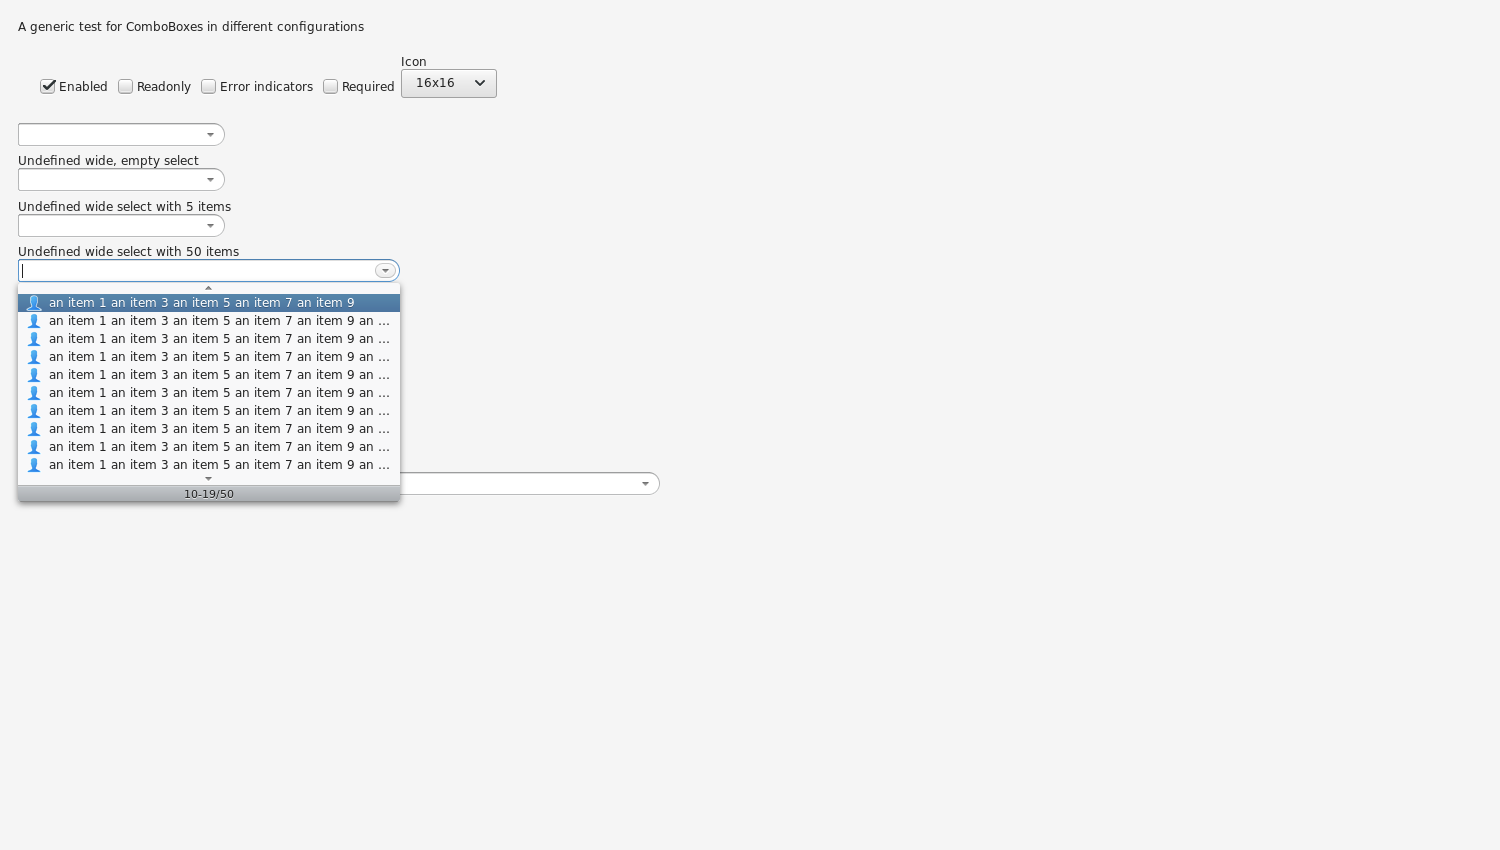 A generic test for ComboBoxes in different configurations
Icon
Enabled Readonly Error indicators Required 16x16
Undefined wide, empty select
Undefined wide select with 5 items
Undefined wide select with 50 items
an item 1 an item 3 an item 5 an item 7 an item 9
an item 1 an item 3 an item 5 an item 7 an item 9 an ...
an item 1 an item 3 an item 5 an item 7 an item 9 an ...
an item 1 an item 3 an item 5 an item 7 an item 9 an ...
an item 1 an item 3 an item 5 an item 7 an item 9 an ...
an item 1 an item 3 an item 5 an item 7 an item 9 an ...
an item 1 an item 3 an item 5 an item 7 an item 9 an ...
an item 1 an item 3 an item 5 an item 7 an item 9 an ...
an item 1 an item 3 an item 5 an item 7 an item 9 an ...
an item 1 an item 3 an item 5 an item 7 an item 9 an ...
10-19/50